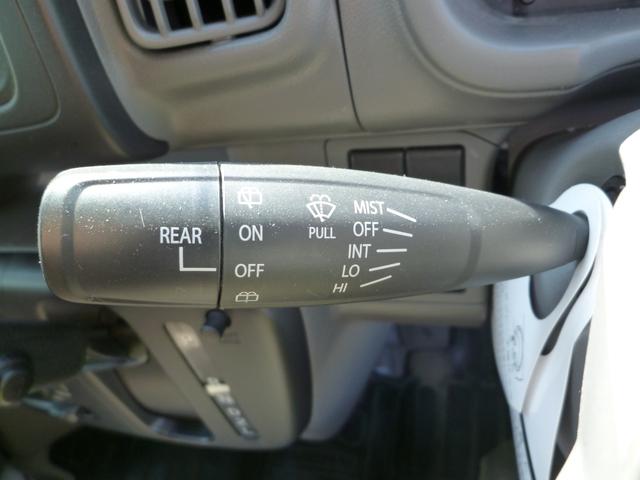 REAR
ON
OFF
PULL
MIST
OFF
INT
LO
HI